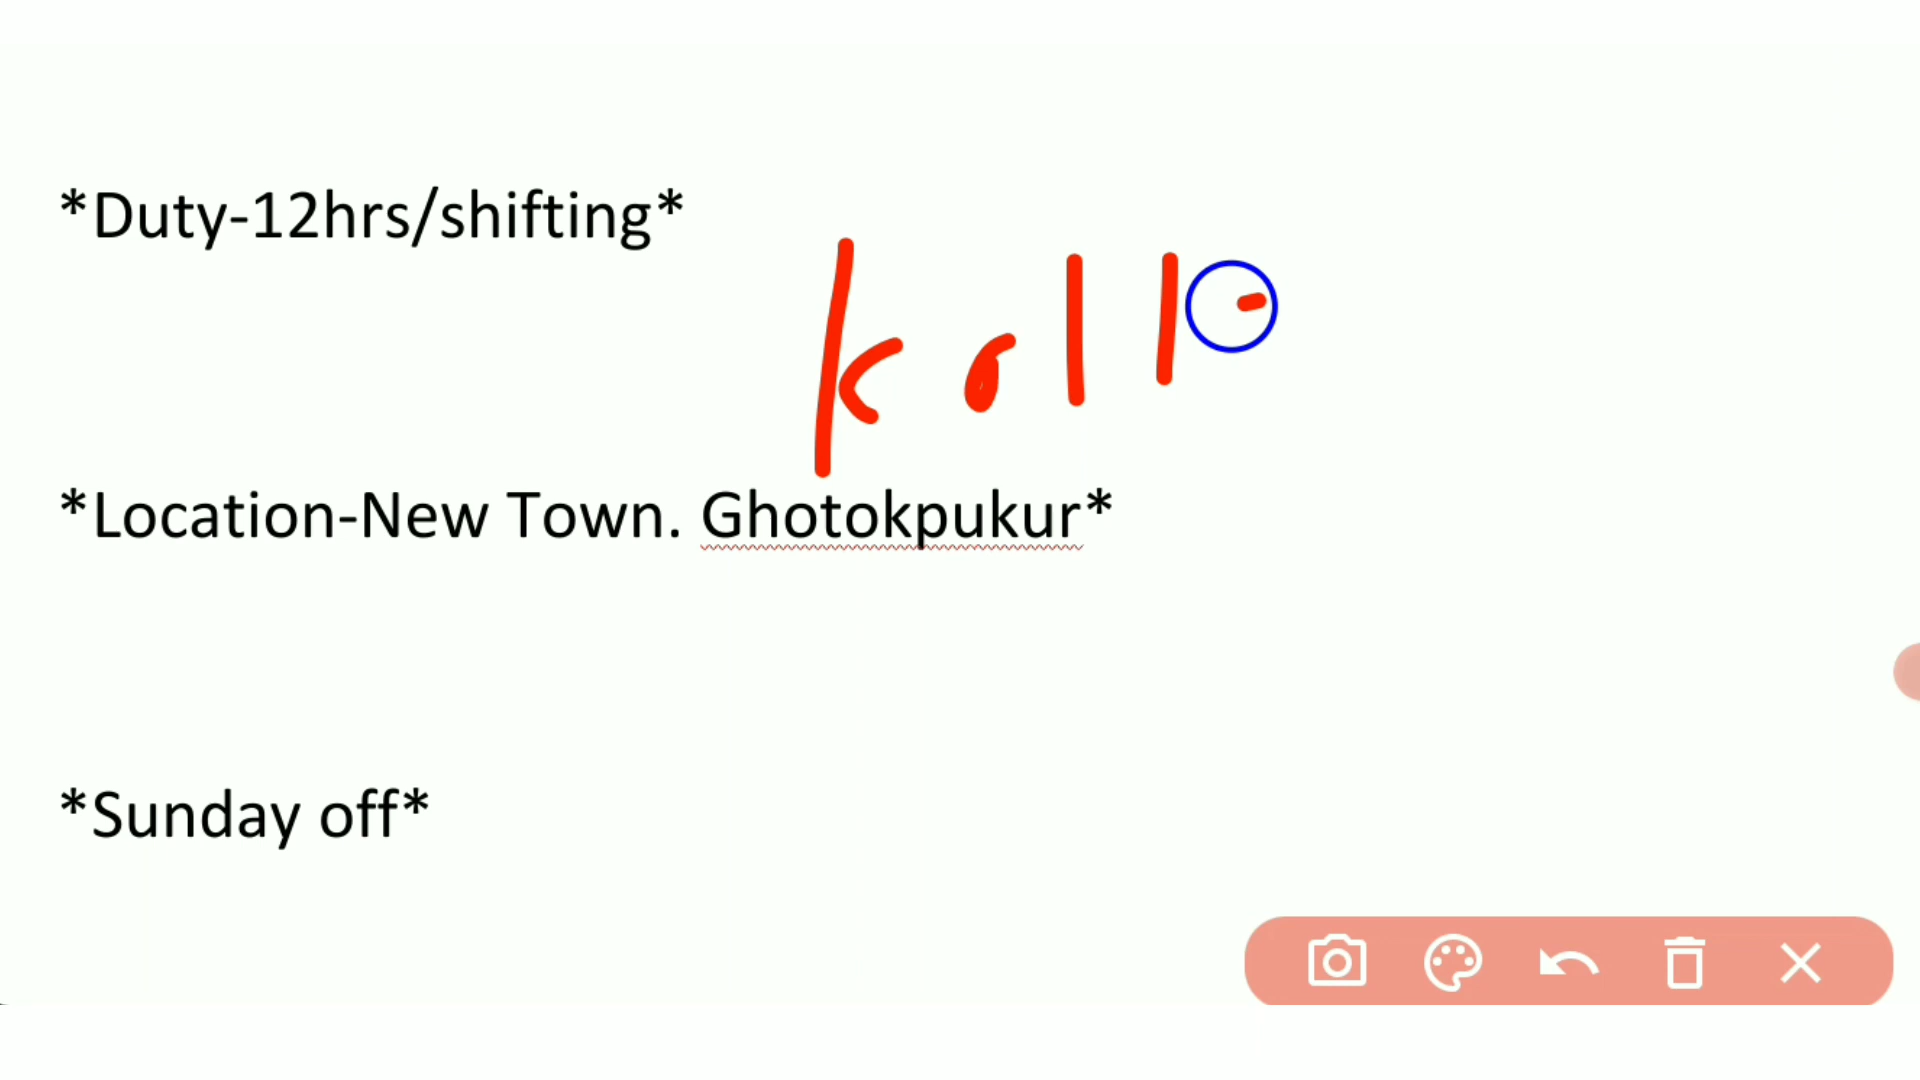 *Duty-12hrs/shifting*
*Location-New Town. Ghotokpukur*
*Sunday off*